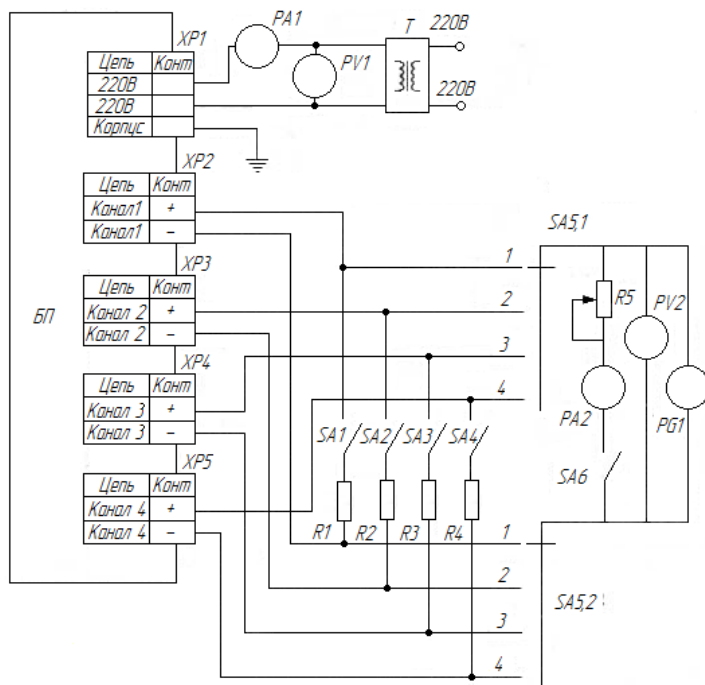 PA1
T
220В
XP1
Цепь Конт
220В
220В
Корпус
PV1
220В
XP2
Цепь Конт
Канал1 +
Канал1 –
SA5,1
XP3
1
Цепь Конт
Канал 2 +
Канал 2 –
2
R5
PV2
БП
3
XP4
Цепь Конт
Канал 3 +
Канал 3 –
4
PA2
PG1
SA1 SA2 SA3 SA4
XP5
SA6
Цепь Конт
Канал 4 +
Канал 4 –
R1 R2 R3 R4
1
2
SA5,2
3
4